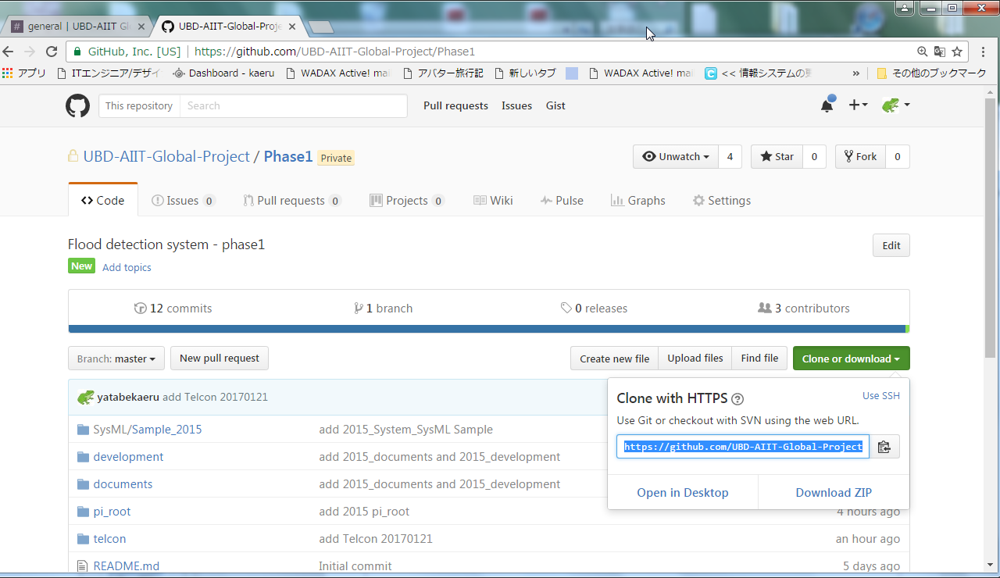 # general | UBD-AIIT Gl
UBD-AIIT-Global-Proje
GitHub, Inc. [US] | https://github.com/UBD-AIIT-Global-Project/Phase1
アプリ ITエンジニア/デザイ Dashboard - kaeru WADAX Active! mai アバター旅行記 新しいタブ WADAX Active! mai C << 情報システムの実 » その他のブックマーク
This repository Search Pull requests Issues Gist
UBD-AIIT-Global-Project / Phase1 Private Unwatch 4 Star 0 Fork 0
Code Issues 0 Pull requests 0 Projects 0 Wiki Pulse Graphs Settings
Flood detection system - phase1 Edit
New Add topics
12 commits 1 branch 0 releases 3 contributors
Branch: master New pull request Create new file Upload files Find file Clone or download
yatabekaeru add Telcon 20170121
SysML/Sample_2015 add 2015_System_SysML Sample
development add 2015_documents and 2015_development
documents add 2015_documents and 2015_development
pi_root add 2015 pi_root 4 hours ago
telcon add Telcon 20170121 an hour ago
README.md Initial commit 5 days ago
Clone with HTTPS ? Use SSH
Use Git or checkout with SVN using the web URL.
https://github.com/UBD-AIIT-Global-Project
Open in Desktop Download ZIP